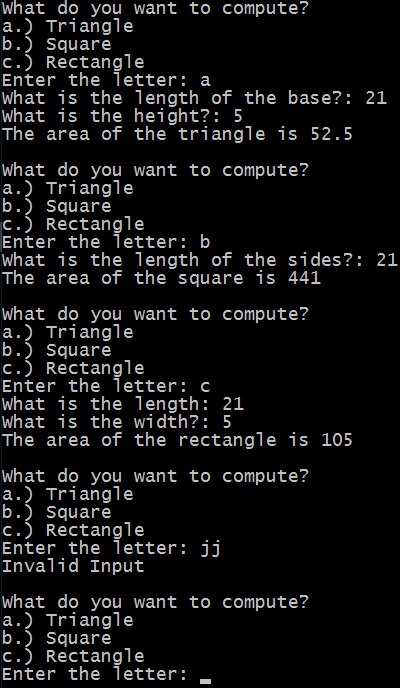 What do you want to compute?
a.) Triangle
b.) Square
c.) Rectangle
Enter the letter: a
What is the length of the base?: 21
What is the height?: 5
The area of the triangle is 52.5
What do you want to compute?
a.) Triangle
b.) Square
c.) Rectangle
Enter the letter: b
What is the length of the sides?: 21
The area of the square is 441
What do you want to compute?
a.) Triangle
b.) Square
c.) Rectangle
Enter the letter: c
What is the length: 21
What is the width?: 5
The area of the rectangle is 105
What do you want to compute?
a.) Triangle
b.) Square
c.) Rectangle
Enter the letter: jj
Invalid Input
What do you want to compute?
a.) Triangle
b.) Square
c.) Rectangle
Enter the letter: _